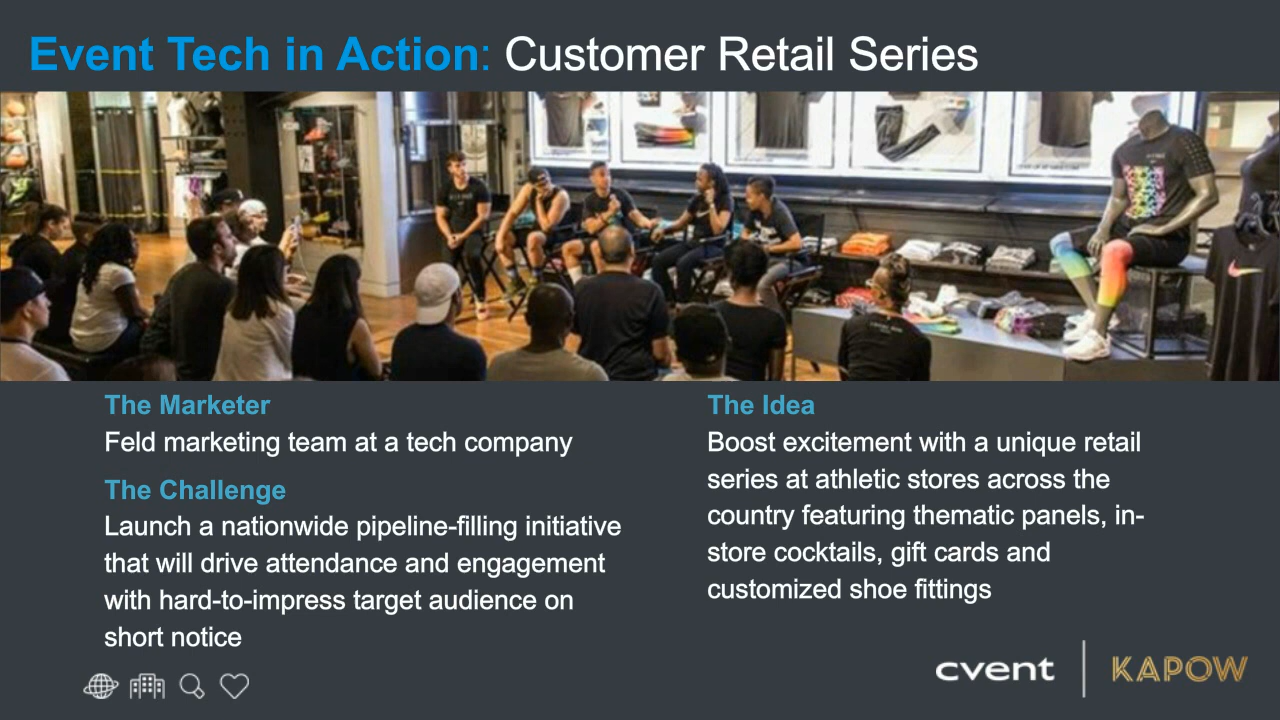 Event Tech in Action: Customer Retail Series
The Marketer
Feld marketing team at a tech company
The Challenge
Launch a nationwide pipeline-filling initiative
that will drive attendance and engagement
with hard-to-impress target audience on
short notice
The Idea
Boost excitement with a unique retail
series at athletic stores across the
country featuring thematic panels, in-
store cocktails, gift cards and
customized shoe fittings
cvent
KAPOW